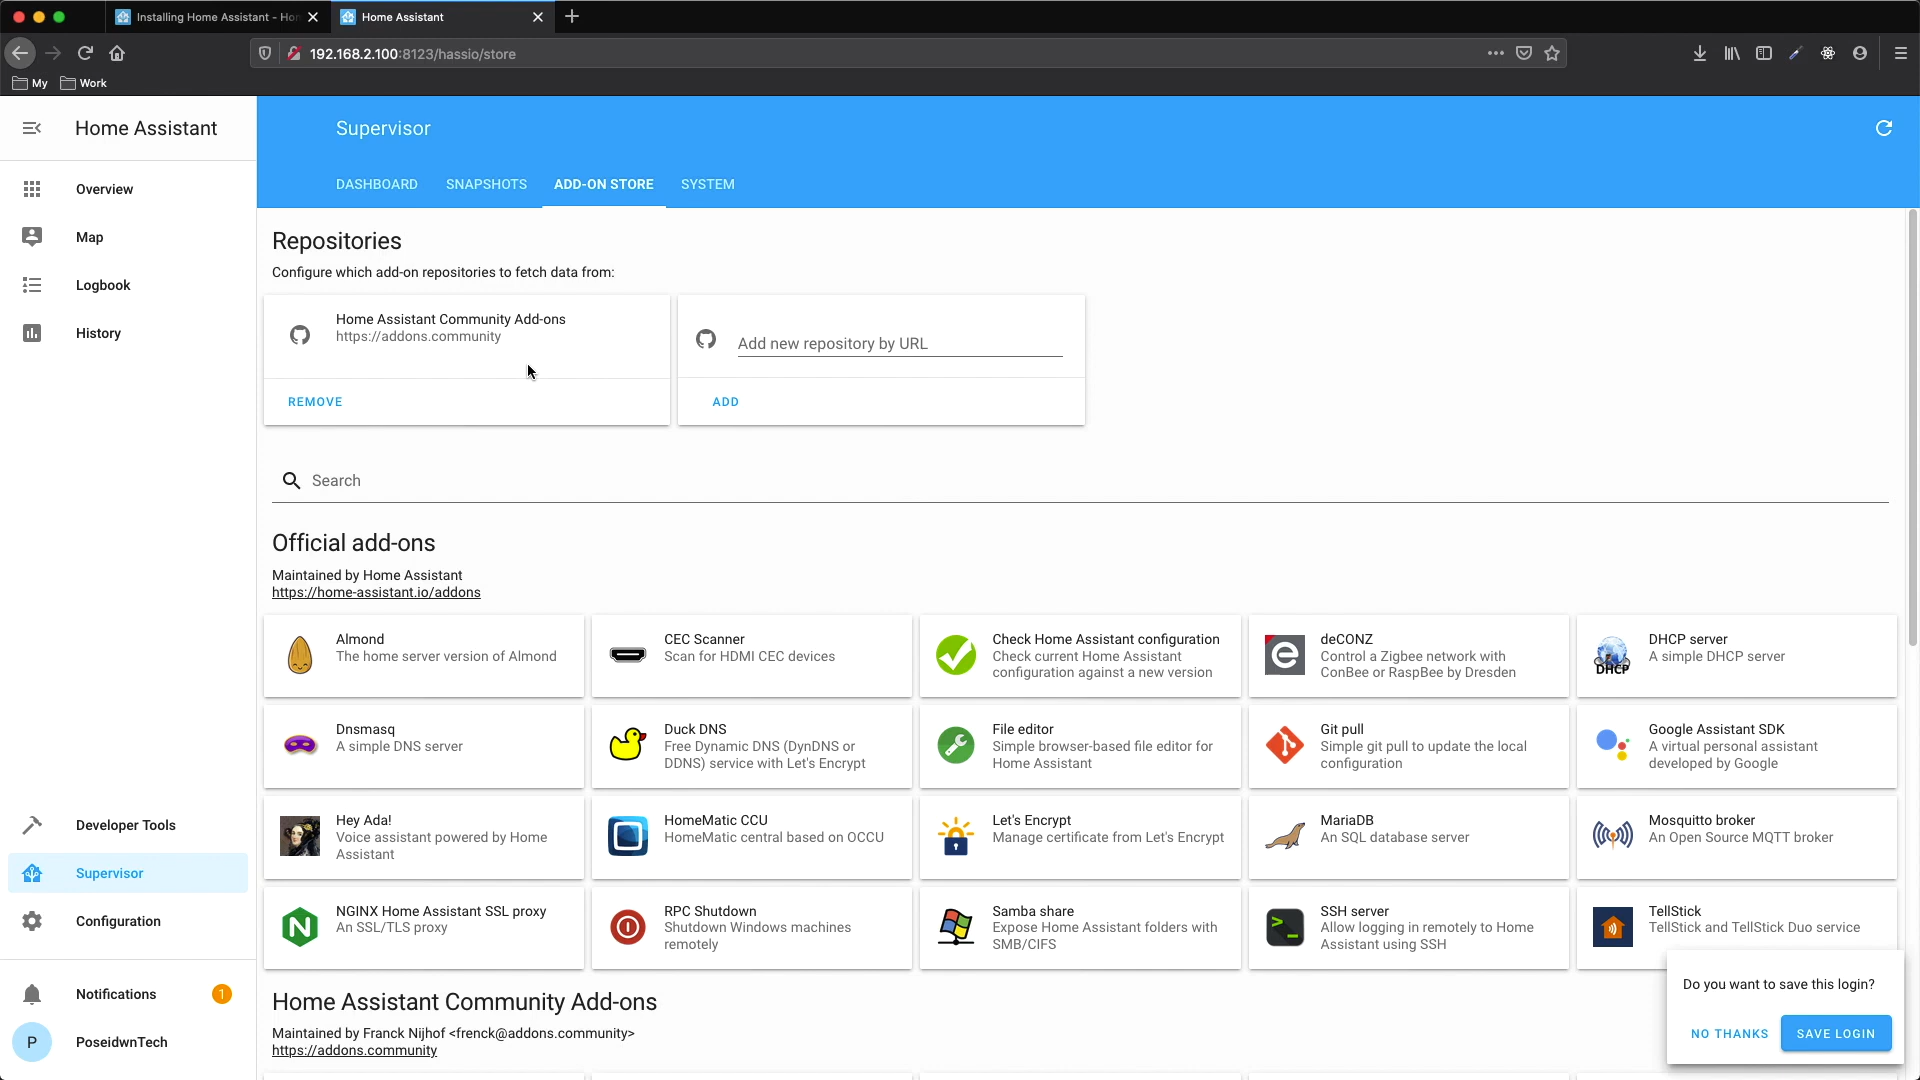 Installing Home Assistant - Hom
Home Assistant
192.168.2.100:8123/hassio/store
My
Work
Home Assistant
Supervisor
DASHBOARD
SNAPSHOTS
ADD-ON STORE
SYSTEM
Overview
Map
Logbook
History
Repositories
Configure which add-on repositories to fetch data from:
Home Assistant Community Add-ons
https://addons.community
REMOVE
Add new repository by URL
ADD
Search
Official add-ons
Maintained by Home Assistant
https://home-assistant.io/addons
Almond
The home server version of Almond
CEC Scanner
Scan for HDMI CEC devices
Check Home Assistant configuration
Check current Home Assistant
configuration against a new version
deCONZ
Control a Zigbee network with
ConBee or RaspBee by Dresden
DHCP
DHCP server
A simple DHCP server
Dnsmasq
A simple DNS server
Duck DNS
Free Dynamic DNS (DynDNS or
DDNS) service with Let's Encrypt
File editor
Simple browser-based file editor for
Home Assistant
Git pull
Simple git pull to update the local
configuration
Google Assistant SDK
A virtual personal assistant
developed by Google
Hey Ada!
Voice assistant powered by Home
Assistant
HomeMatic CCU
HomeMatic central based on OCCU
Let's Encrypt
Manage certificate from Let's Encrypt
MariaDB
An SQL database server
Mosquitto broker
An Open Source MQTT broker
NGINX Home Assistant SSL proxy
An SSL/TLS proxy
RPC Shutdown
Shutdown Windows machines
remotely
Samba share
Expose Home Assistant folders with
SMB/CIFS
SSH server
Allow logging in remotely to Home
Assistant using SSH
TellStick
TellStick and TellStick Duo service
Home Assistant Community Add-ons
Maintained by Franck Nijhof <frenck@addons.community>
https://addons.community
Developer Tools
Supervisor
Configuration
Notifications
1
P
PoseidwnTech
Do you want to save this login?
NO THANKS
SAVE LOGIN